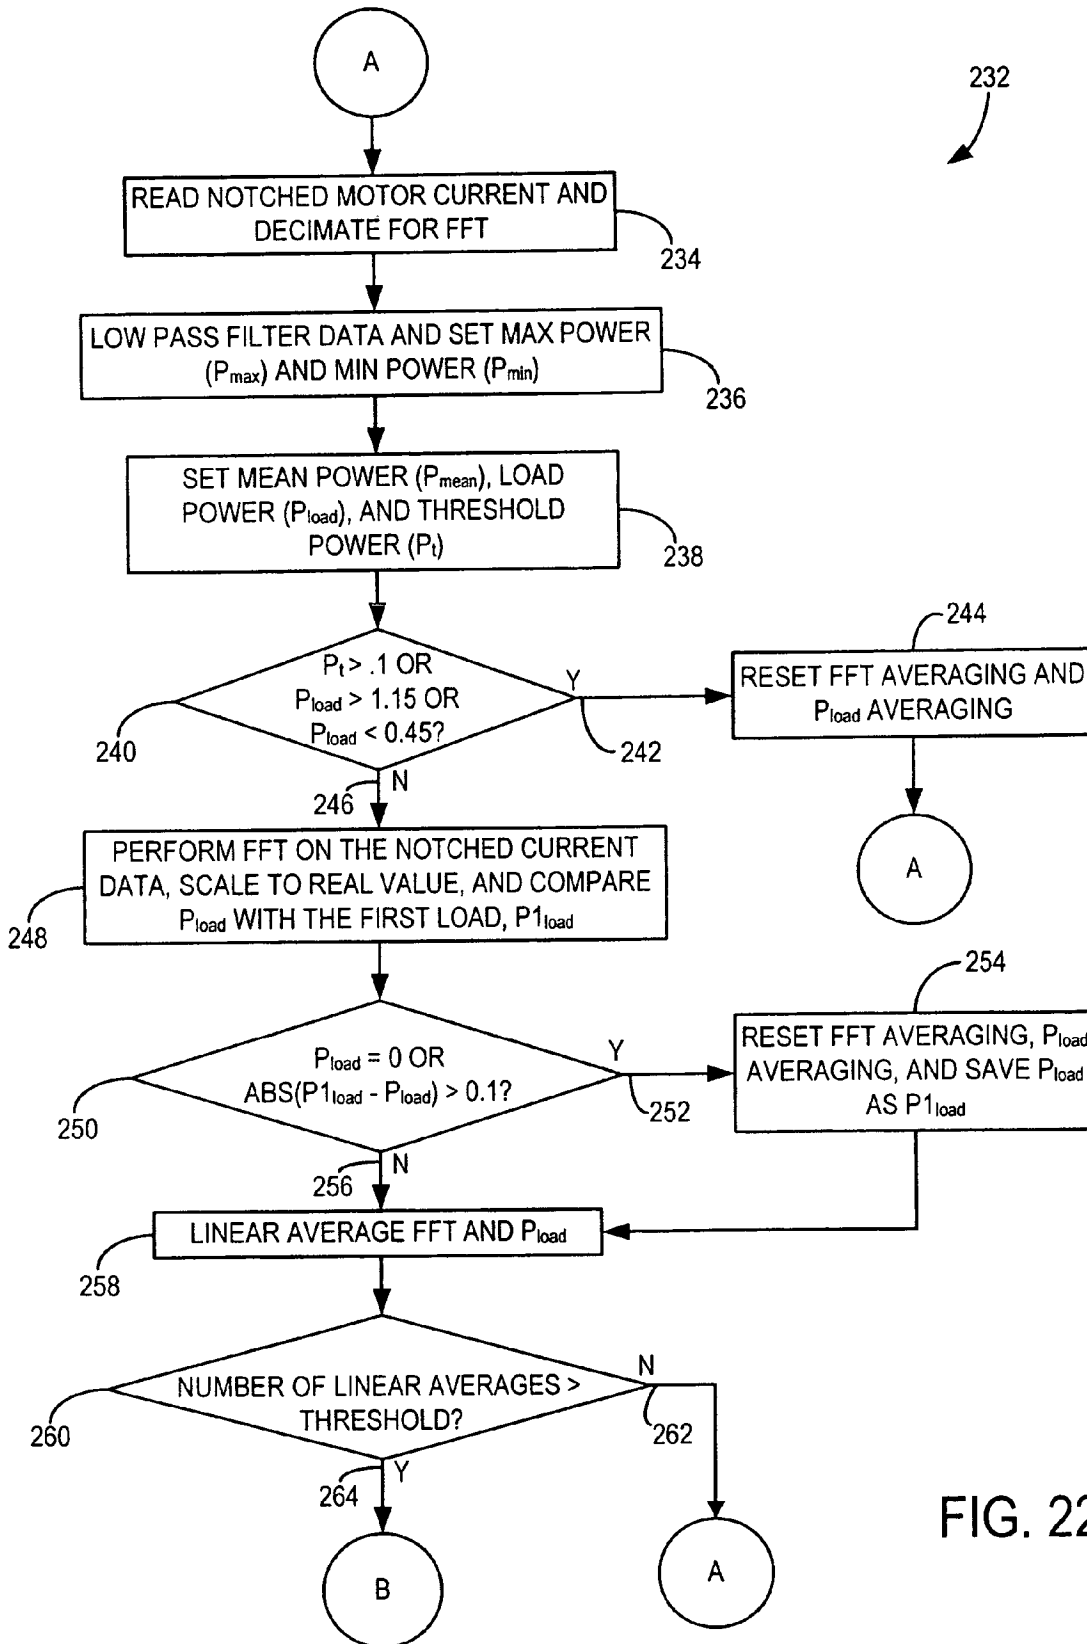 A
232
READ NOTCHED MOTOR CURRENT AND
DECIMATE FOR FFT
234
LOW PASS FILTER DATA AND SET MAX POWER
(Pmax) AND MIN POWER (Pmin)
236
SET MEAN POWER (Pmean), LOAD
POWER (Pload), AND THRESHOLD
POWER (Pt)
238
Pt > .1 OR
Pload > 1.15 OR
Pload < 0.45?
240
Y
242
244
RESET FFT AVERAGING AND
Pload AVERAGING
A
246
N
PERFORM FFT ON THE NOTCHED CURRENT
DATA, SCALE TO REAL VALUE, AND COMPARE
Pload WITH THE FIRST LOAD, P1load
248
Pload = 0 OR
ABS(P1load - Pload) > 0.1?
250
Y
252
254
RESET FFT AVERAGING, Pload
AVERAGING, AND SAVE Pload
AS P1load
256
N
LINEAR AVERAGE FFT AND Pload
258
NUMBER OF LINEAR AVERAGES >
THRESHOLD?
260
N
262
264
Y
B
A
FIG. 22